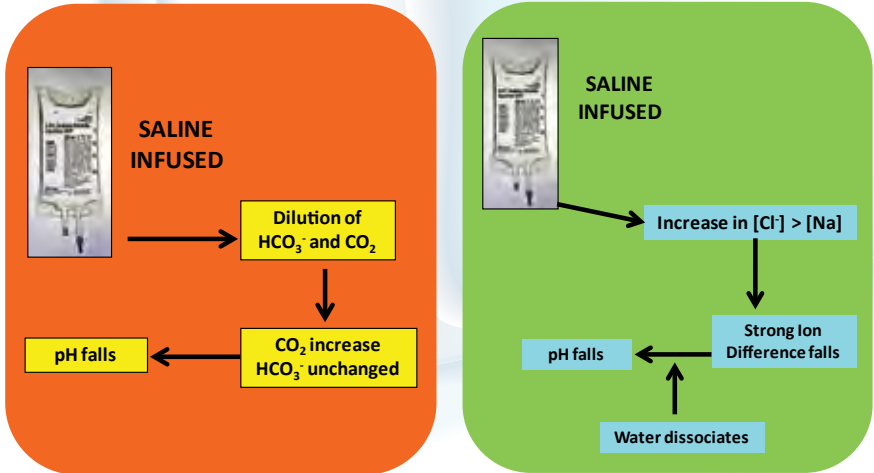 SALINE
INFUSED
Dilution of
HCO₃⁻ and CO₂
CO₂ increase
HCO₃⁻ unchanged
pH falls
SALINE
INFUSED
Increase in [Cl⁻] > [Na]
Strong Ion
Difference falls
pH falls
Water dissociates